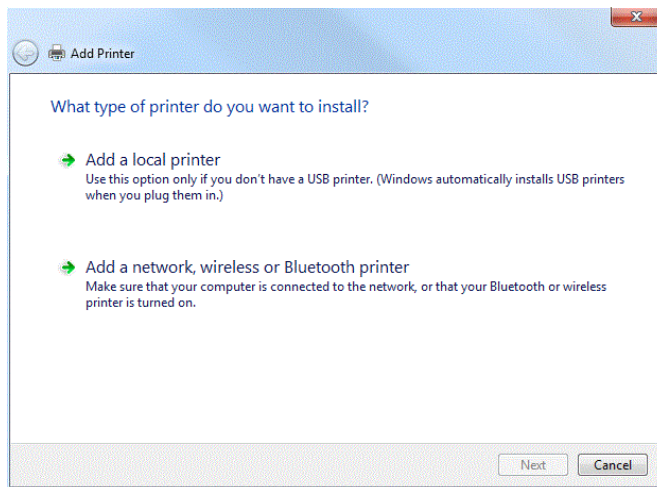 Add Printer
What type of printer do you want to install?
Add a local printer
Use this option only if you don't have a USB printer. (Windows automatically installs USB printers
when you plug them in.)
Add a network, wireless or Bluetooth printer
Make sure that your computer is connected to the network, or that your Bluetooth or wireless
printer is turned on.
Next Cancel